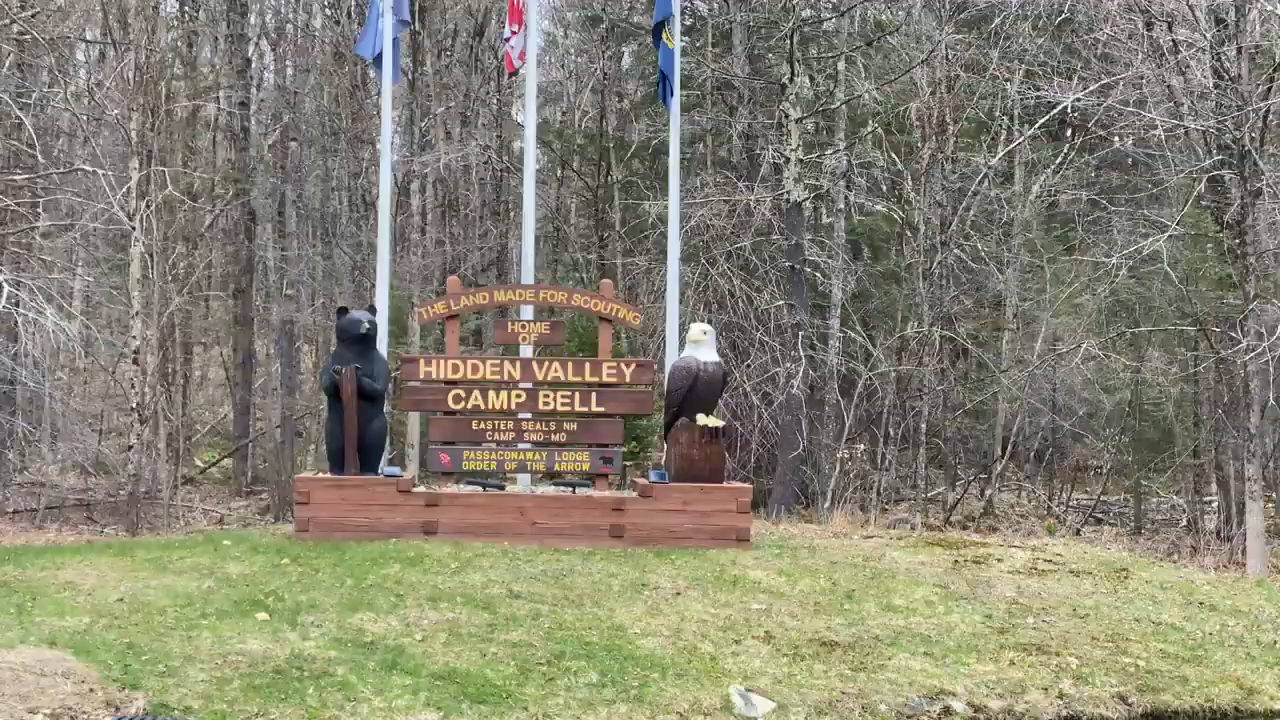 THE LAND MADE FOR SCOUTING
HOME
OF
HIDDEN VALLEY
CAMP BELL
EASTER SEALS NH
CAMP SNO-MO
PASSACONAWAY LODGE
ORDER OF THE ARROW